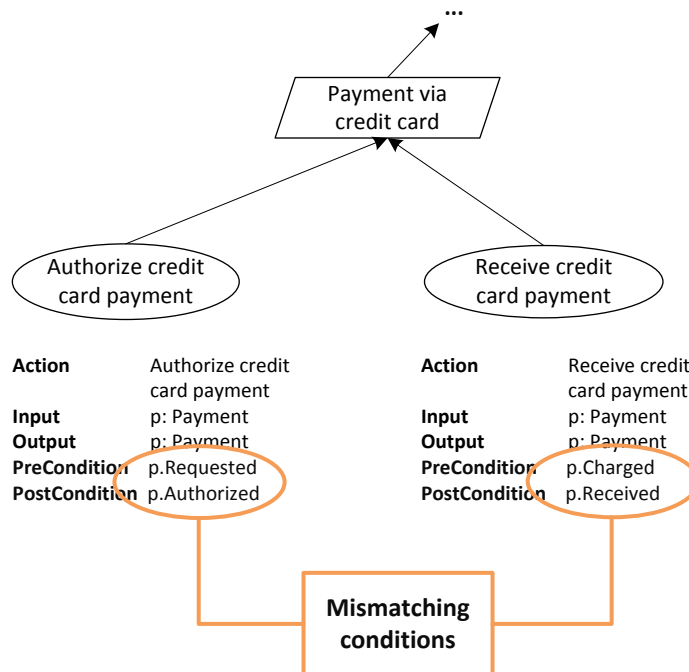 ...
Payment via
credit card
Authorize credit
card payment
Receive credit
card payment
Action Authorize credit
card payment
Input p: Payment
Output p: Payment
PreCondition p.Requested
PostCondition p.Authorized
Action Receive credit
card payment
Input p: Payment
Output p: Payment
PreCondition p.Charged
PostCondition p.Received
Mismatching
conditions